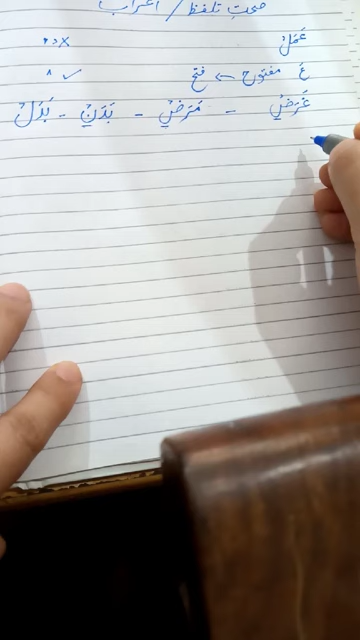 صحتِ تلفظ / اعراب
عَمَلْ
عَ مفتوح ← فتح ✓
غَرَضْ - مَرَضْ - بَدَنْ - بَدَلْ